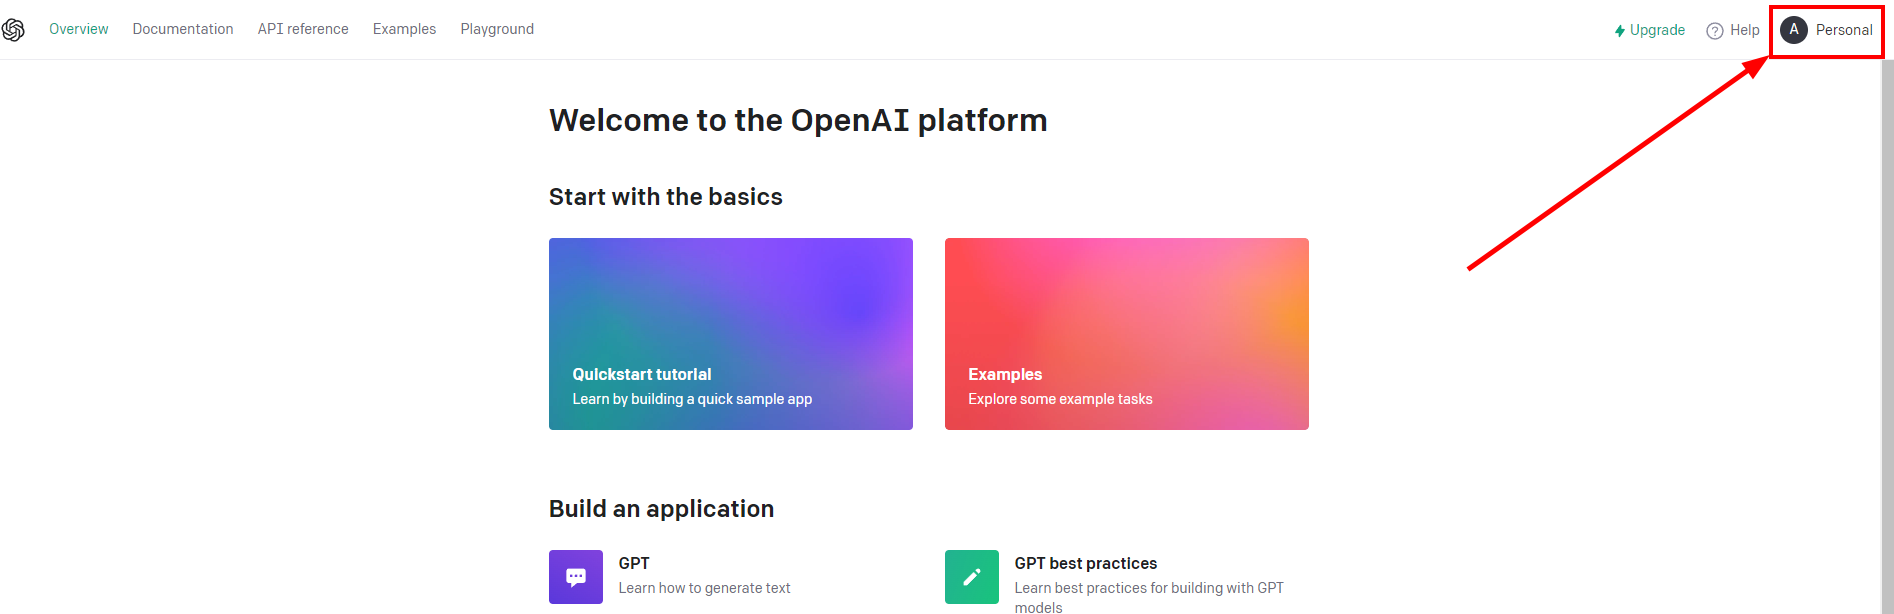 Overview Documentation API reference Examples Playground Upgrade Help A Personal
Welcome to the OpenAI platform
Start with the basics
Quickstart tutorial
Learn by building a quick sample app
Examples
Explore some example tasks
Build an application
GPT
Learn how to generate text
GPT best practices
Learn best practices for building with GPT
models